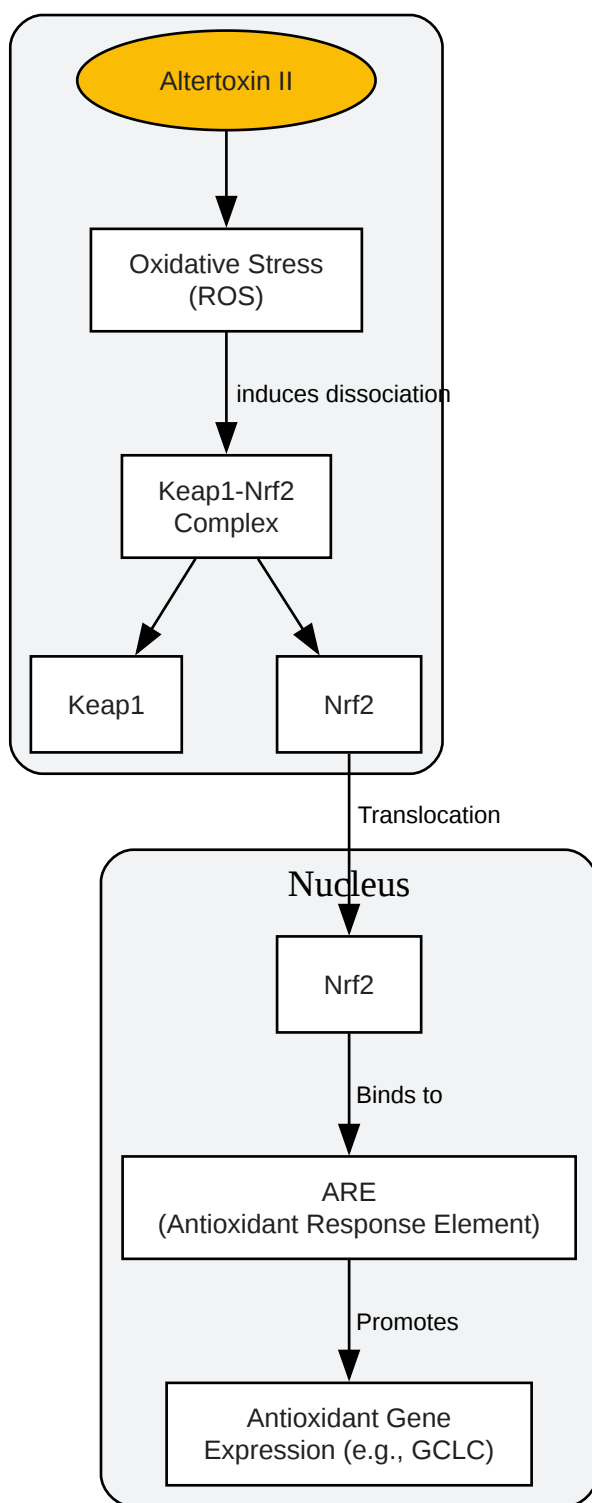 Altertoxin II
Oxidative Stress
(ROS)
induces dissociation
Keap1-Nrf2
Complex
Keap1
Nrf2
Translocation
Nucleus
Nrf2
Binds to
ARE
(Antioxidant Response Element)
Promotes
Antioxidant Gene
Expression (e.g., GCLC)